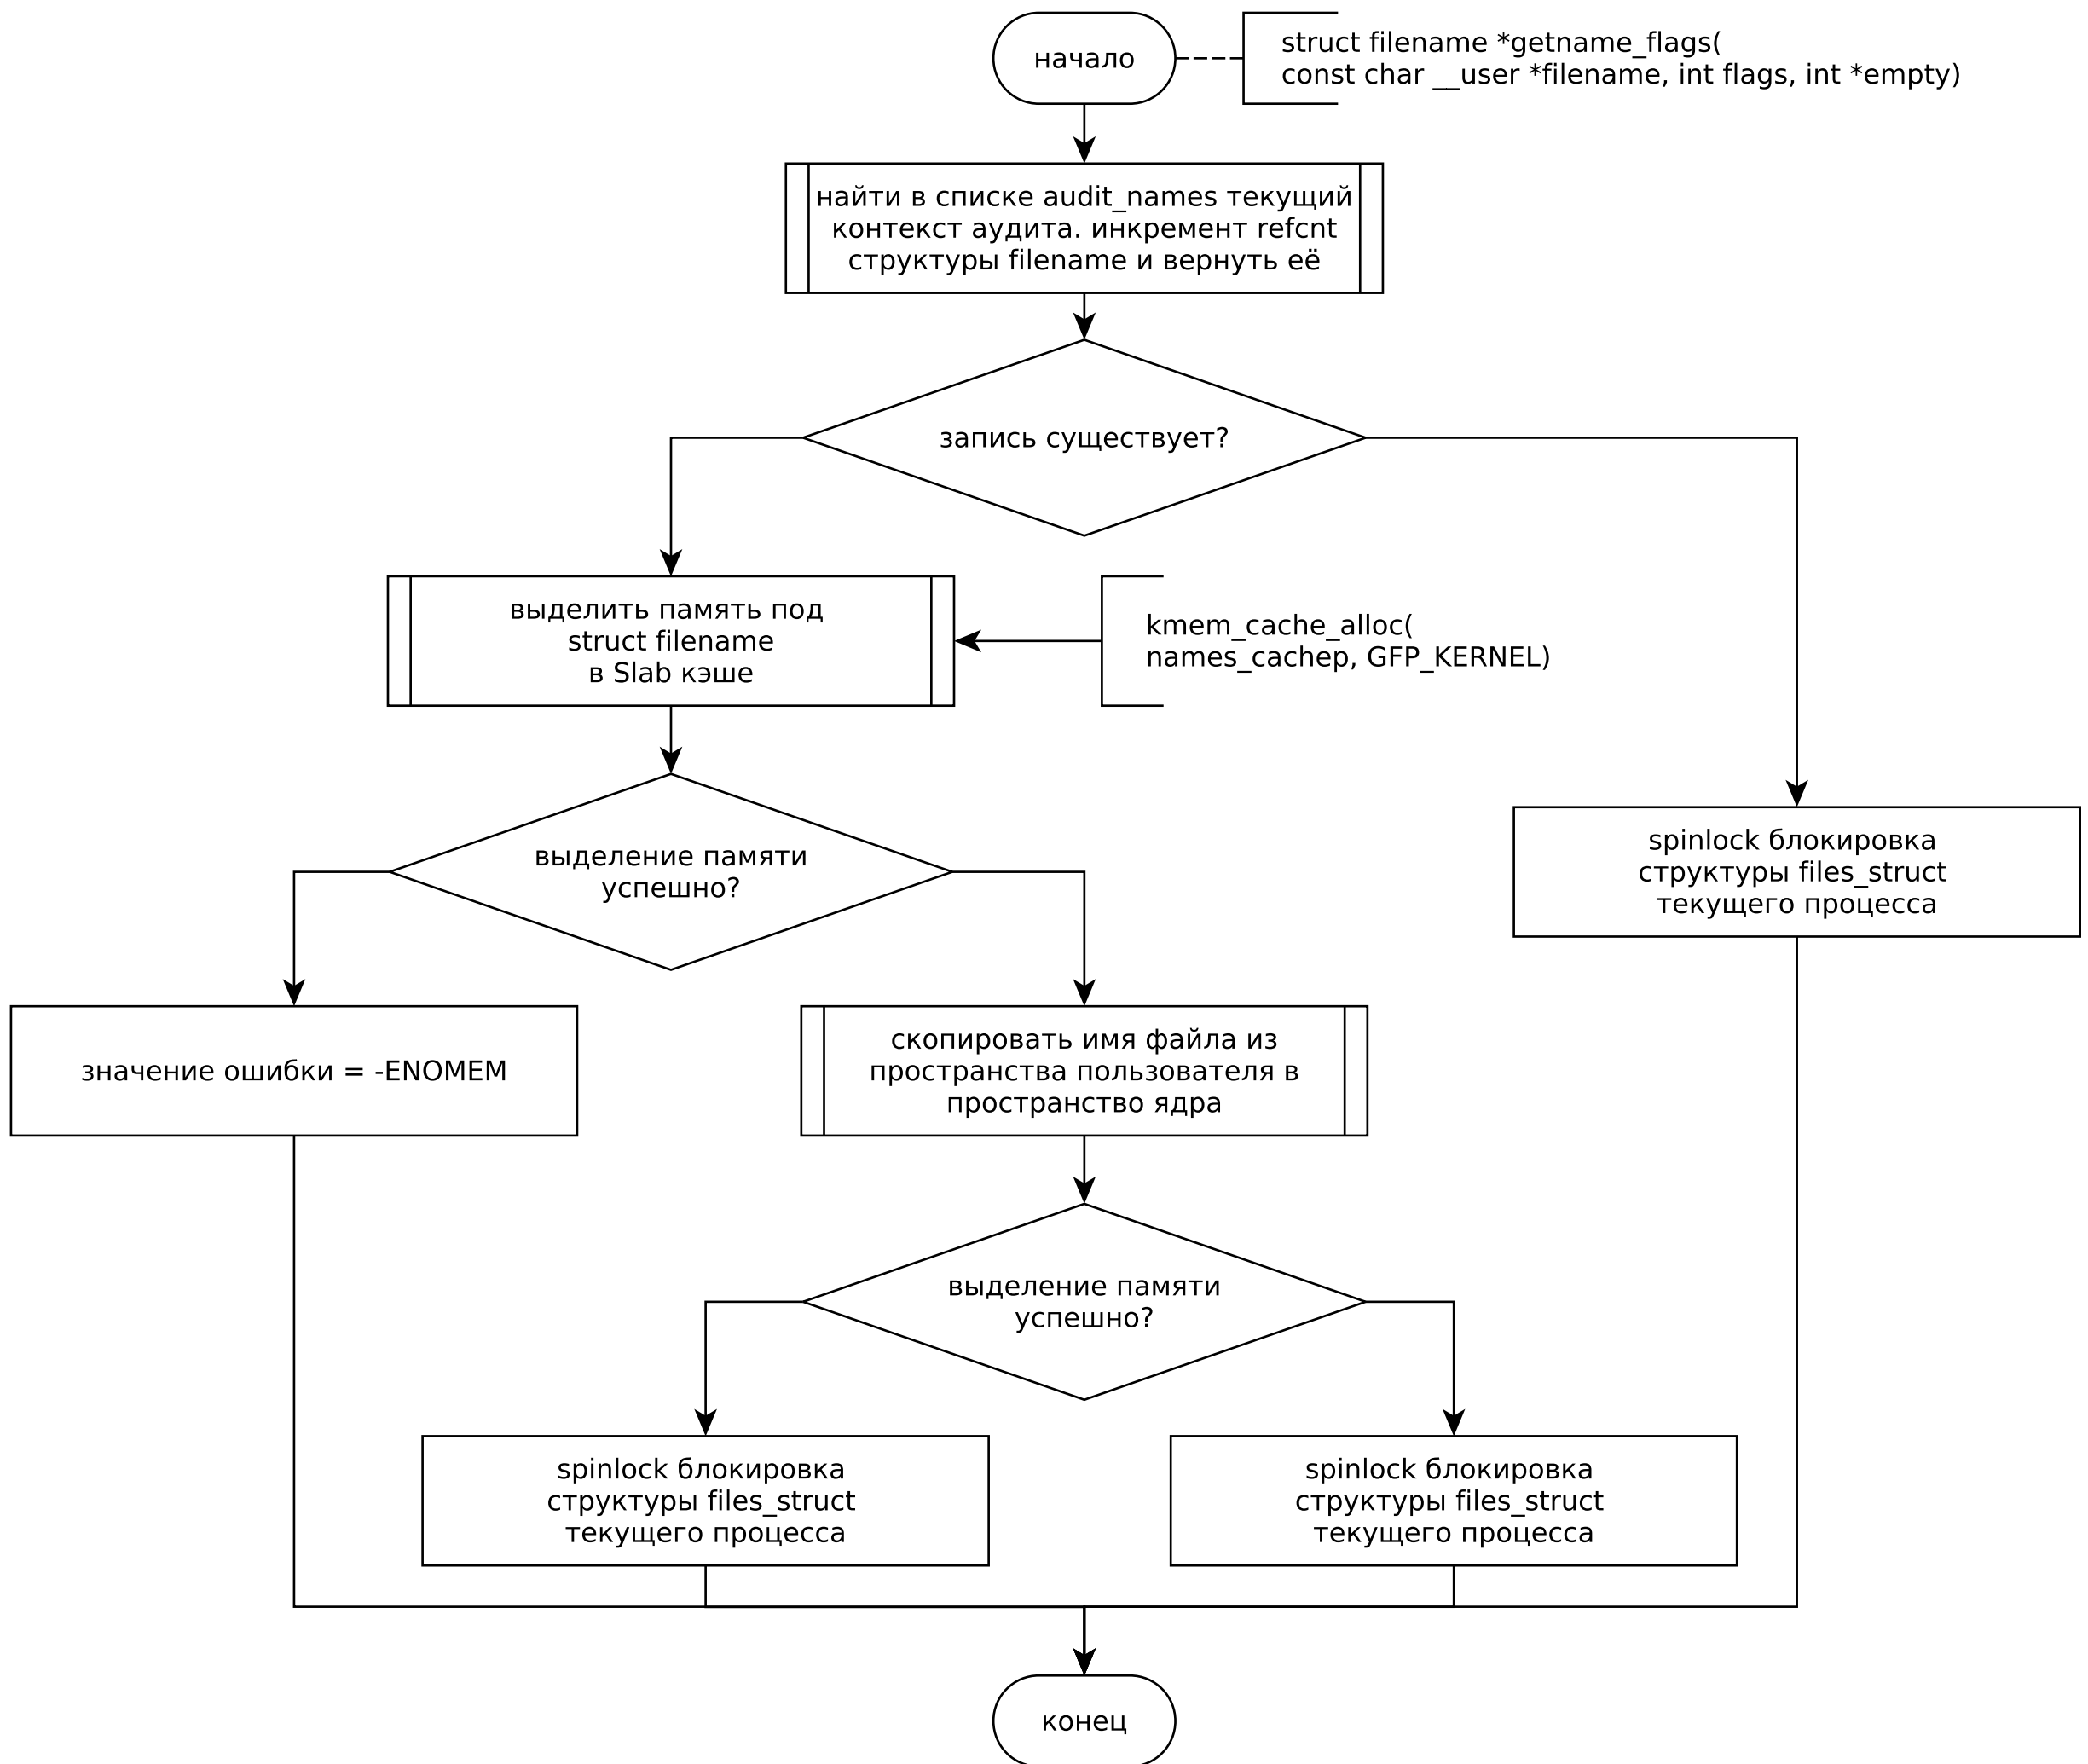 начало
struct filename *getname_flags(
const char __user *filename, int flags, int *empty)
найти в списке audit_names текущий
контекст аудита. инкремент refcnt
структуры filename и вернуть её
запись существует?
выделить память под
struct filename
в Slab кэше
kmem_cache_alloc(
names_cachep, GFP_KERNEL)
выделение памяти
успешно?
spinlock блокировка
структуры files_struct
текущего процесса
значение ошибки = -ENOMEM
скопировать имя файла из
пространства пользователя в
пространство ядра
выделение памяти
успешно?
spinlock блокировка
структуры files_struct
текущего процесса
spinlock блокировка
структуры files_struct
текущего процесса
конец